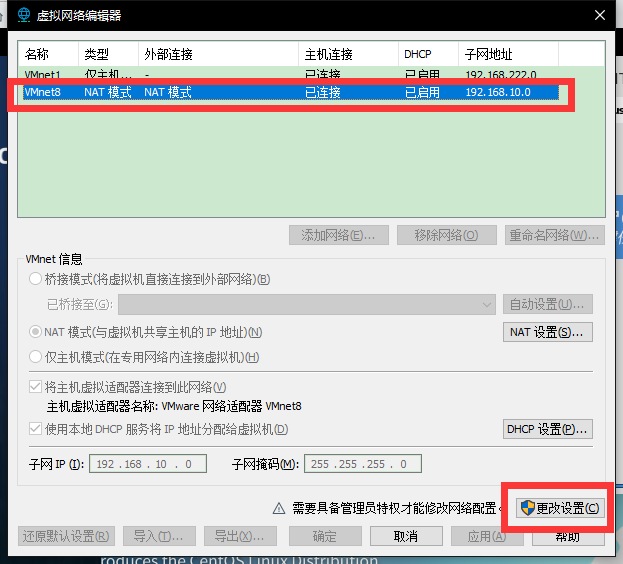 虚拟网络编辑器
名称 类型 外部连接 主机连接 DHCP 子网地址
VMnet1 仅主机... - 已连接 已启用 192.168.222.0
VMnet8 NAT 模式 NAT 模式 已连接 已启用 192.168.10.0
添加网络(E)... 移除网络(O) 重命名网络(W)...
VMnet 信息
桥接模式(将虚拟机直接连接到外部网络)(B)
已桥接至(G): 自动设置(U)...
NAT 模式(与虚拟机共享主机的 IP 地址)(N) NAT 设置(S)...
仅主机模式(在专用网络内连接虚拟机)(H)
将主机虚拟适配器连接到此网络(V)
主机虚拟适配器名称: VMware 网络适配器 VMnet8
使用本地 DHCP 服务将 IP 地址分配给虚拟机(D) DHCP 设置(P)...
子网 IP (I): 192 . 168 . 10 . 0 子网掩码(M): 255 . 255 . 255 . 0
需要具备管理员特权才能修改网络配置。 更改设置(C)
还原默认设置(R) 导入(T)... 导出(X)... 确定 取消 应用(A) 帮助
roduces the CentOS Linux Distribution